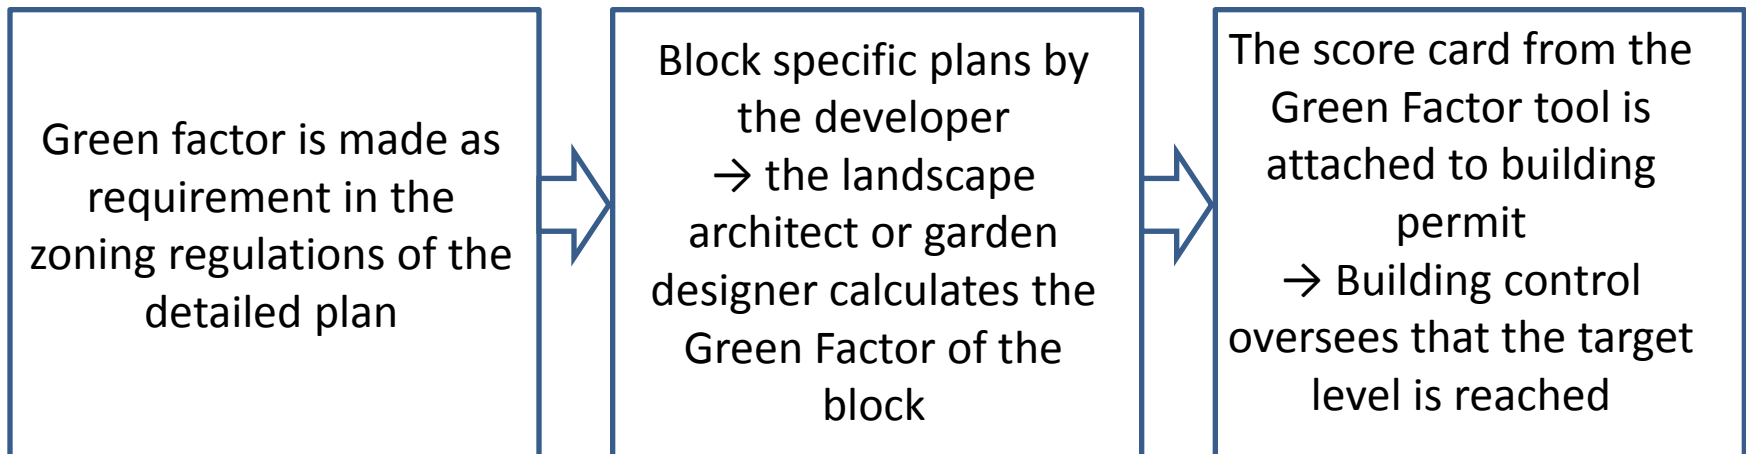 Green factor is made as
requirement in the
zoning regulations of the
detailed plan
Block specific plans by
the developer
→ the landscape
architect or garden
designer calculates the
Green Factor of the
block
The score card from the
Green Factor tool is
attached to building
permit
→ Building control
oversees that the target
level is reached